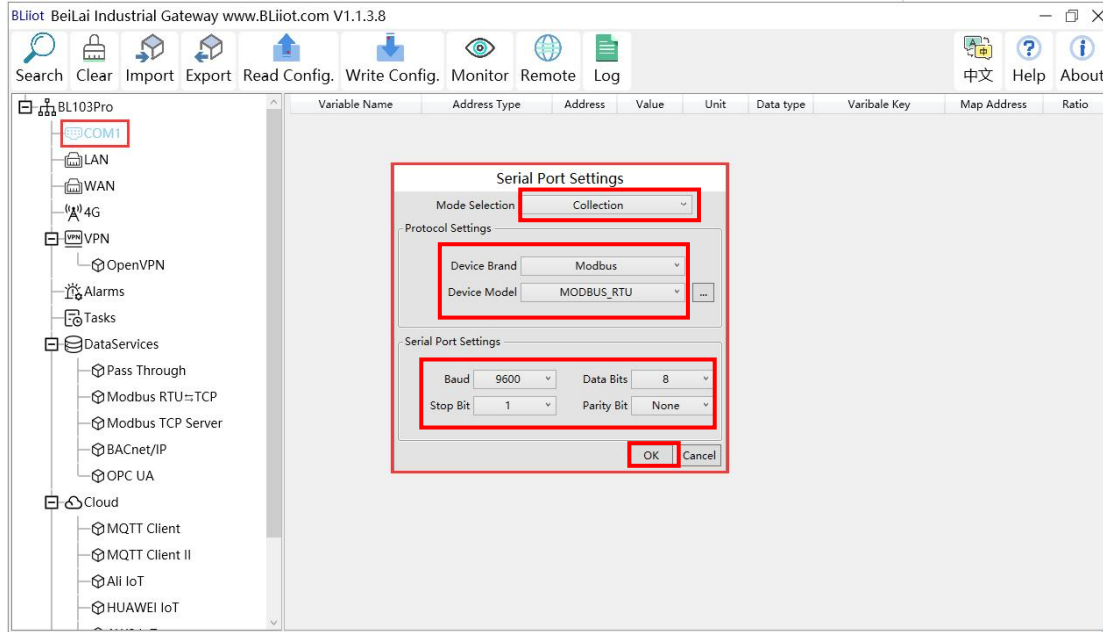 BLiiot BeiLai Industrial Gateway www.BLiiot.com V1.1.3.8
Search Clear Import Export Read Config. Write Config. Monitor Remote Log 中文 Help About
BL103Pro
COM1
LAN
WAN
4G
VPN
OpenVPN
Alarms
Tasks
DataServices
Pass Through
Modbus RTU⇆TCP
Modbus TCP Server
BACnet/IP
OPC UA
Cloud
MQTT Client
MQTT Client II
Ali IoT
HUAWEI IoT
Variable Name Address Type Address Value Unit Data type Varibale Key Map Address Ratio
Serial Port Settings
Mode Selection Collection
Protocol Settings
Device Brand Modbus
Device Model MODBUS_RTU ...
Serial Port Settings
Baud 9600 Data Bits 8
Stop Bit 1 Parity Bit None
OK Cancel